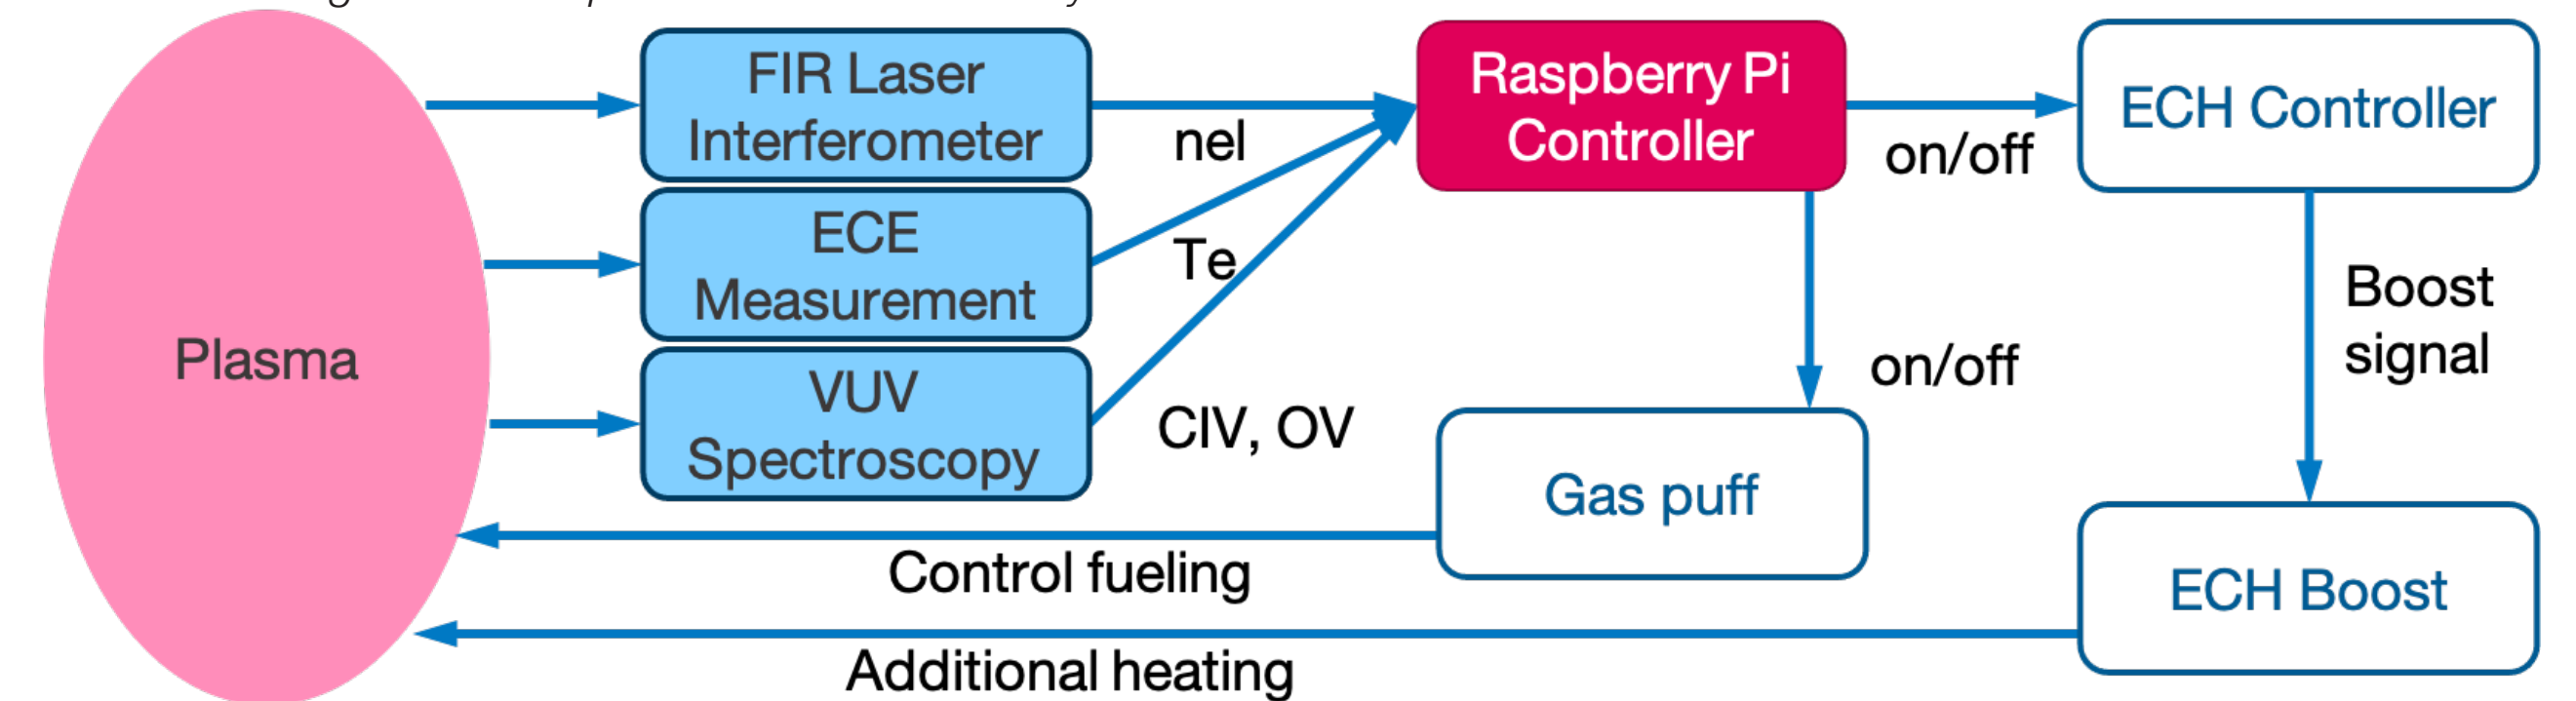 Plasma
FIR Laser
Interferometer
ECE
Measurement
VUV
Spectroscopy
nel
Te
CIV, OV
Raspberry Pi
Controller
on/off
ECH Controller
on/off
Boost
signal
Gas puff
ECH Boost
Control fueling
Additional heating